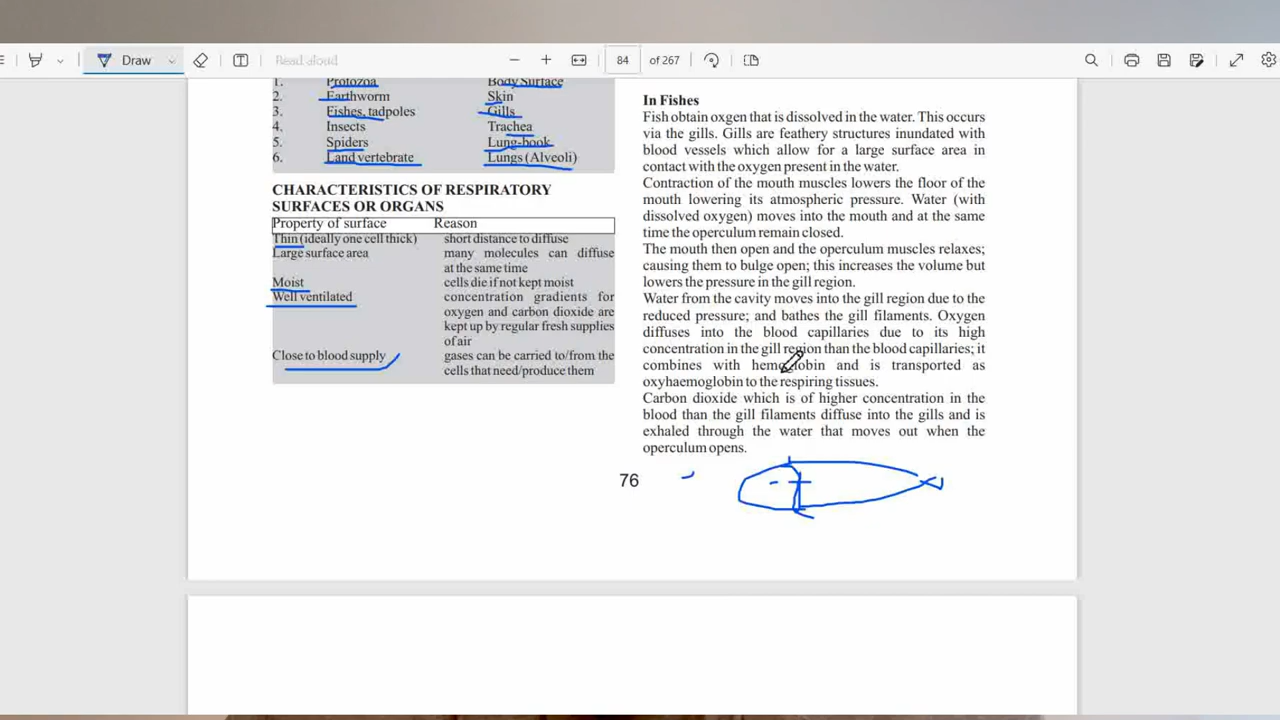 Draw
Read aloud
84 of 267
1. Protozoa Body Surface
2. Earthworm Skin
3. Fishes, tadpoles Gills
4. Insects Trachea
5. Spiders Lung-book
6. Land vertebrate Lungs (Alveoli)
CHARACTERISTICS OF RESPIRATORY
SURFACES OR ORGANS
Property of surface Reason
Thin (ideally one cell thick) short distance to diffuse
Large surface area many molecules can diffuse
at the same time
Moist cells die if not kept moist
Well ventilated concentration gradients for
oxygen and carbon dioxide are
kept up by regular fresh supplies
of air
Close to blood supply gases can be carried to/from the
cells that need/produce them
In Fishes
Fish obtain oxgen that is dissolved in the water. This occurs
via the gills. Gills are feathery structures inundated with
blood vessels which allow for a large surface area in
contact with the oxygen present in the water.
Contraction of the mouth muscles lowers the floor of the
mouth lowering its atmospheric pressure. Water (with
dissolved oxygen) moves into the mouth and at the same
time the operculum remain closed.
The mouth then open and the operculum muscles relaxes;
causing them to bulge open; this increases the volume but
lowers the pressure in the gill region.
Water from the cavity moves into the gill region due to the
reduced pressure; and bathes the gill filaments. Oxygen
diffuses into the blood capillaries due to its high
concentration in the gill region than the blood capillaries; it
combines with hemoglobin and is transported as
oxyhaemoglobin to the respiring tissues.
Carbon dioxide which is of higher concentration in the
blood than the gill filaments diffuse into the gills and is
exhaled through the water that moves out when the
operculum opens.
76